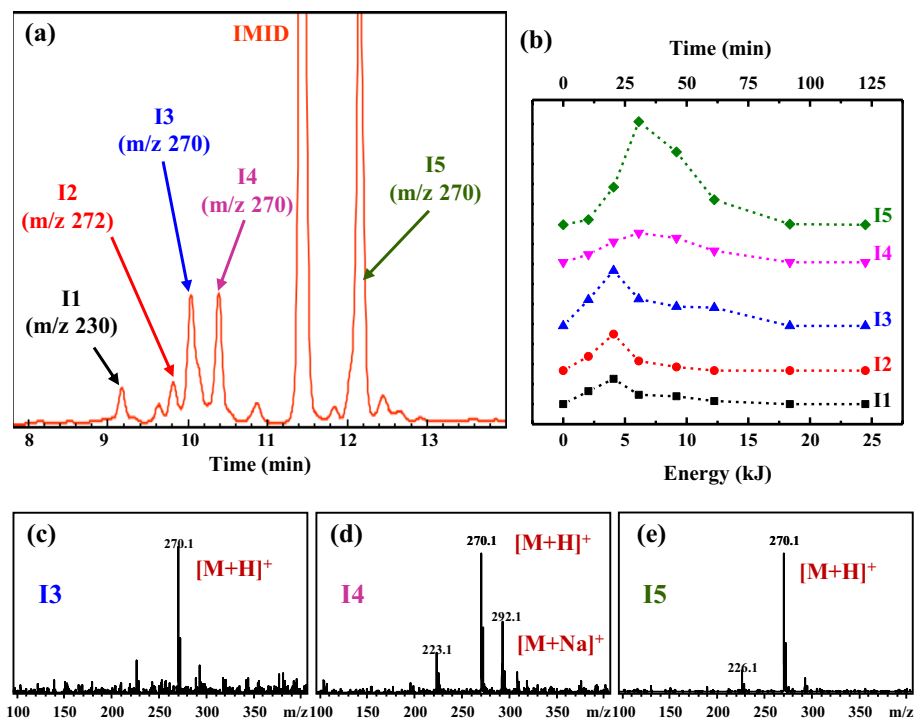 (a)
IMID
I3
(m/z 270)
I4
(m/z 270)
I5
(m/z 270)
I2
(m/z 272)
I1
(m/z 230)
8 9 10 11 12 13
Time (min)
(b)
Time (min)
0 25 50 75 100 125
I5
I4
I3
I2
I1
0 5 10 15 20 25
Energy (kJ)
(c)
270.1
[M+H]+
I3
100 150 200 250 300 350 m/z
(d)
270.1
[M+H]+
I4
292.1
223.1
[M+Na]+
100 150 200 250 300 350 m/z
(e)
270.1
[M+H]+
I5
226.1
100 150 200 250 300 350 m/z